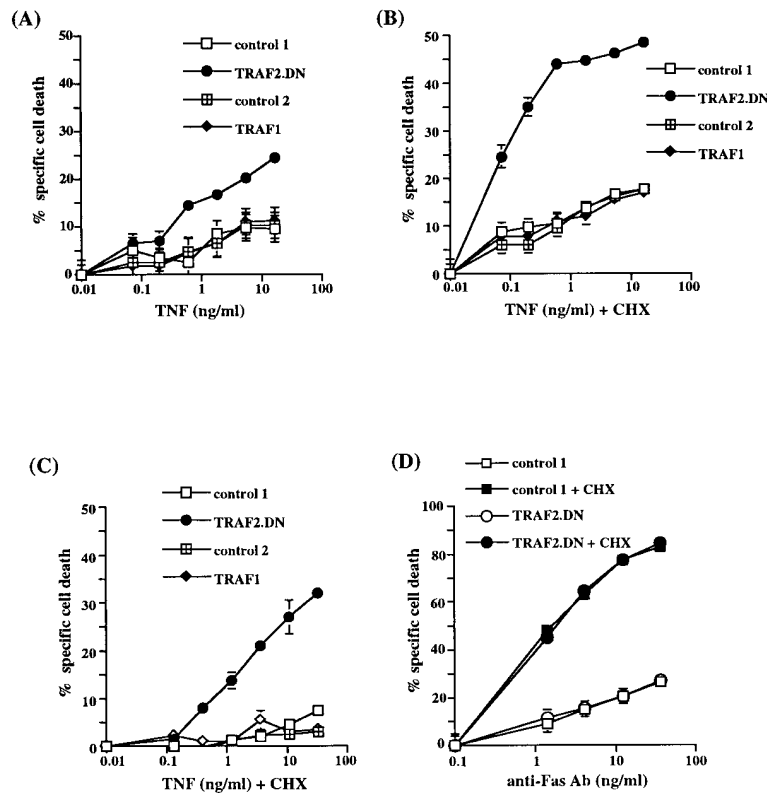 (A)
control 1
TRAF2.DN
control 2
TRAF1
% specific cell death
50
40
30
20
10
0
0.01 0.1 1 10 100
TNF (ng/ml)
(B)
control 1
TRAF2.DN
control 2
TRAF1
% specific cell death
50
40
30
20
10
0
0.01 0.1 1 10 100
TNF (ng/ml) + CHX
(C)
control 1
TRAF2.DN
control 2
TRAF1
% specific cell death
50
40
30
20
10
0
0.01 0.1 1 10 100
TNF (ng/ml) + CHX
(D)
control 1
control 1 + CHX
TRAF2.DN
TRAF2.DN + CHX
% specific cell death
100
80
60
40
20
0
0.1 1 10 100
anti-Fas Ab (ng/ml)